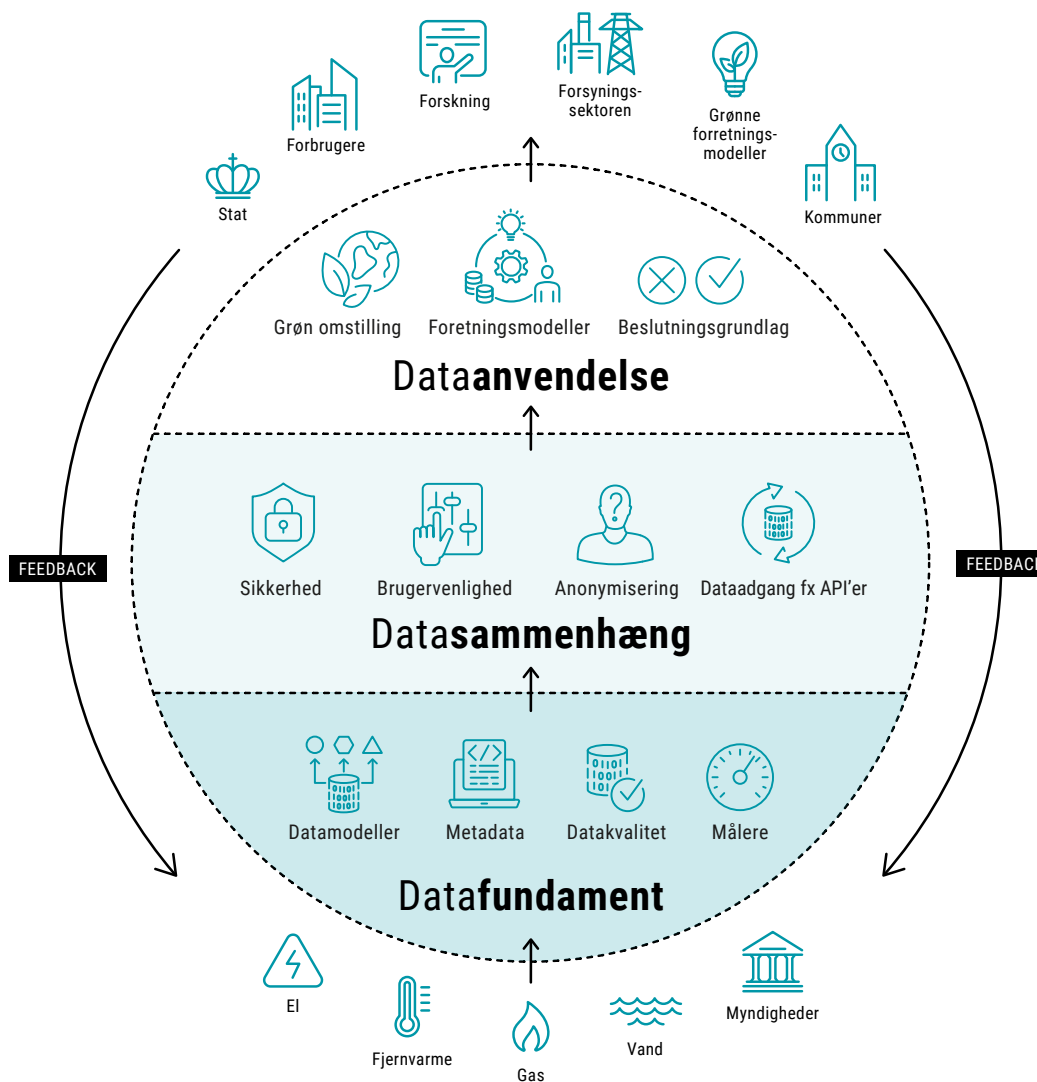 Forskning
Forsynings-
sektoren
Grønne
forretnings-
modeller
Forbrugere
Stat
Kommuner
Grøn omstilling
Foretningsmodeller
Beslutningsgrundlag
Dataanvendelse
FEEDBACK
FEEDBACK
Sikkerhed
Brugervenlighed
Anonymisering
Dataadgang fx API’er
Datasammenhæng
Datamodeller
Metadata
Datakvalitet
Målere
Datafundament
El
Fjernvarme
Gas
Vand
Myndigheder